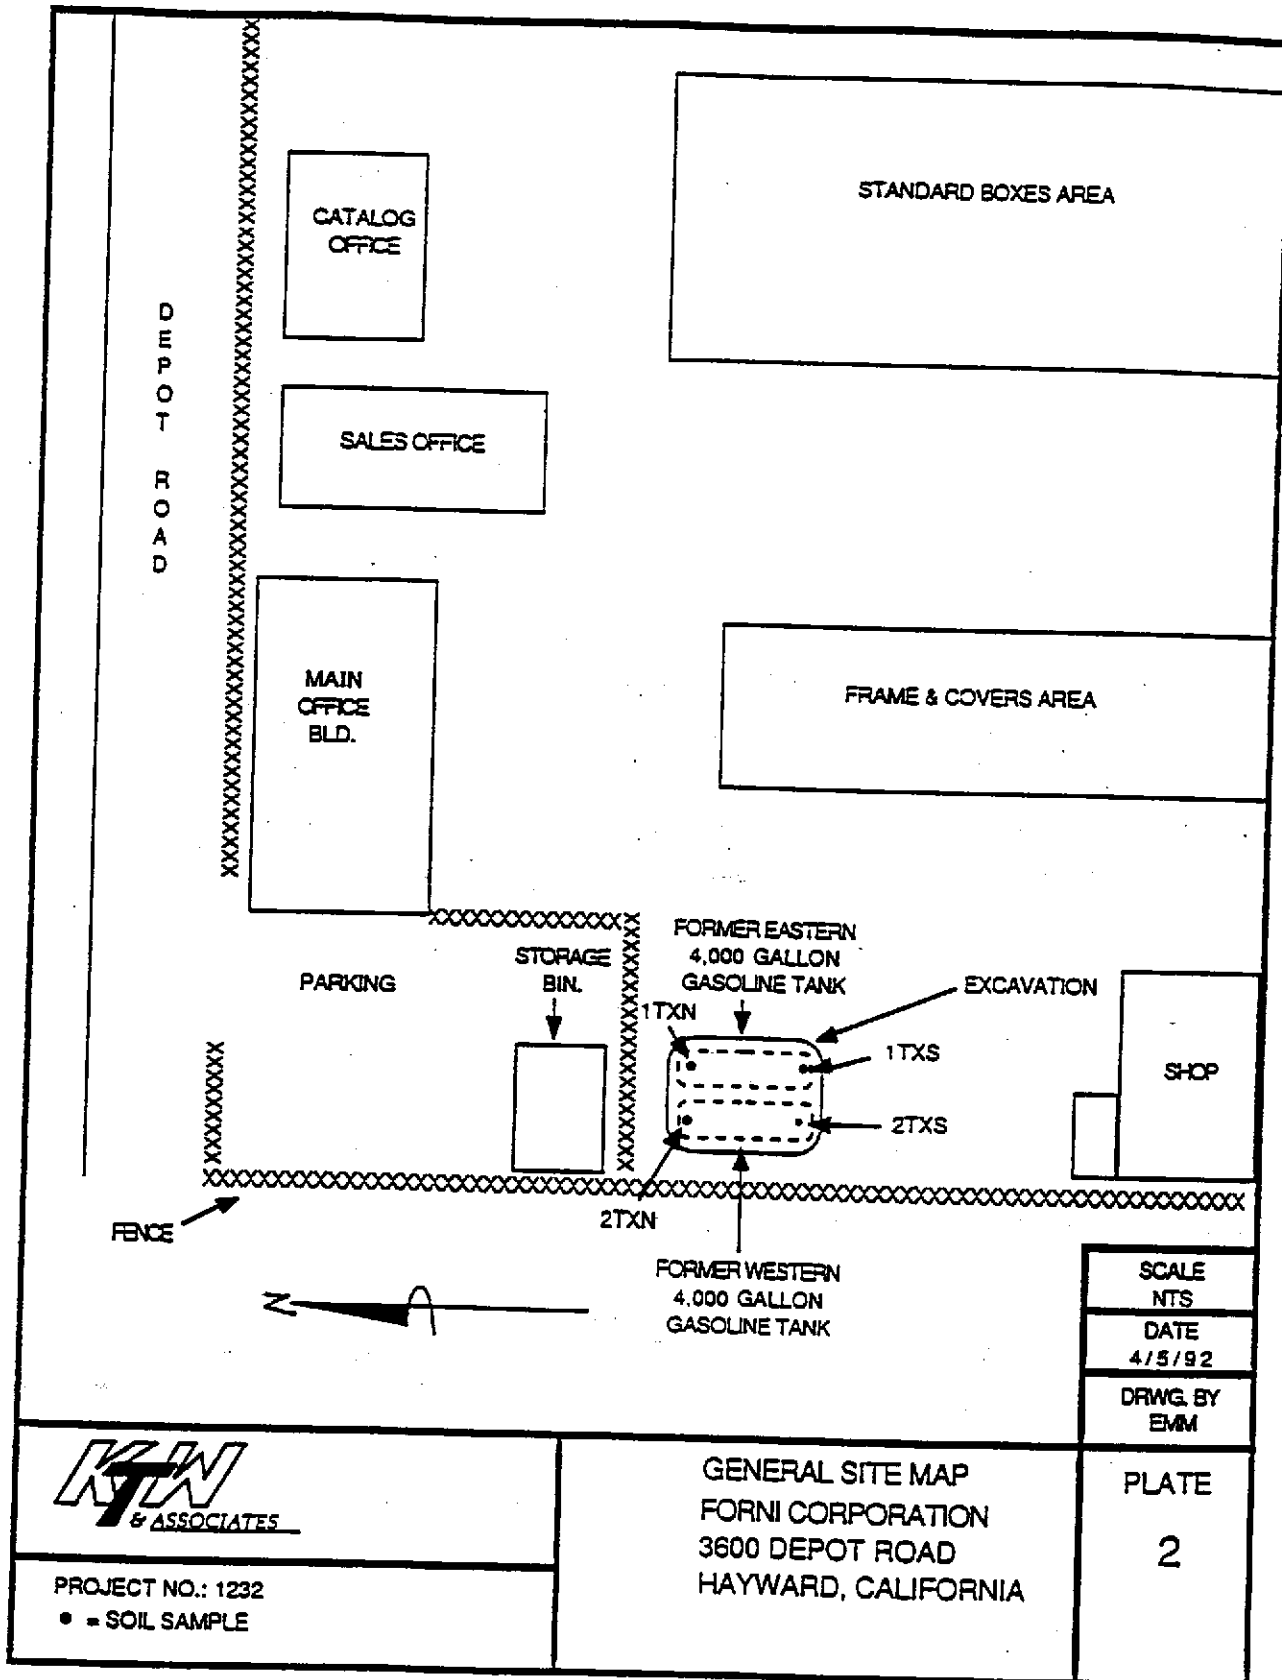 STANDARD BOXES AREA
CATALOG
OFFICE
DEPOT ROAD
SALES OFFICE
MAIN
OFFICE
BLD.
FRAME & COVERS AREA
FORMER EASTERN
4,000 GALLON
GASOLINE TANK
STORAGE
BIN.
PARKING
EXCAVATION
1TXN
1TXS
SHOP
2TXS
2TXN
FENCE
FORMER WESTERN
4,000 GALLON
GASOLINE TANK
N
SCALE
NTS
DATE
4/5/92
DRWG. BY
EMM
KTW
& ASSOCIATES
GENERAL SITE MAP
FORNI CORPORATION
3600 DEPOT ROAD
HAYWARD, CALIFORNIA
PLATE
2
PROJECT NO.: 1232
● = SOIL SAMPLE